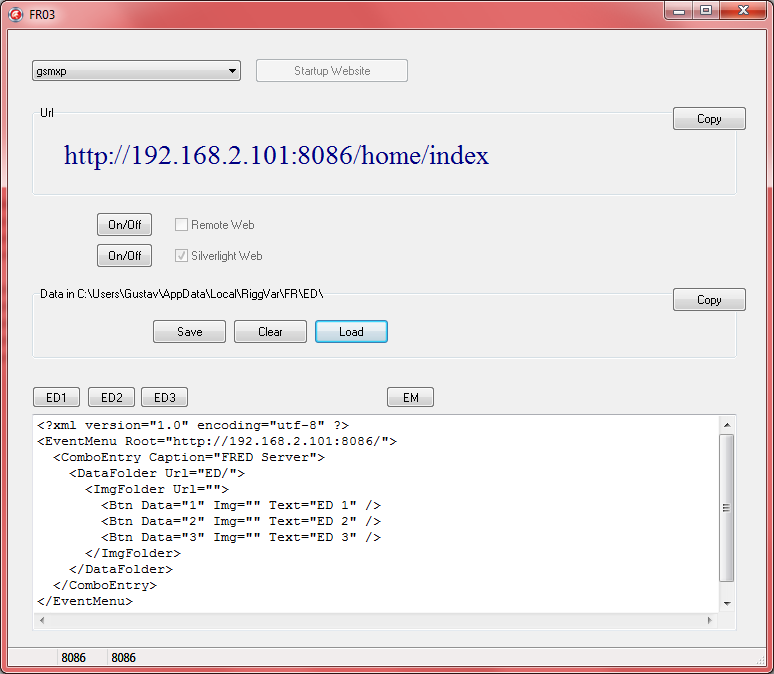 FR03
gsmxp
Startup Website
Url
Copy
http://192.168.2.101:8086/home/index
On/Off
Remote Web
On/Off
Silverlight Web
Data in C:\Users\Gustav\AppData\Local\RiggVar\FR\ED\
Copy
Save
Clear
Load
ED1
ED2
ED3
EM
<?xml version="1.0" encoding="utf-8" ?>
<EventMenu Root="http://192.168.2.101:8086/">
  <ComboEntry Caption="FRED Server">
    <DataFolder Url="ED/">
      <ImgFolder Url="">
        <Btn Data="1" Img="" Text="ED 1" />
        <Btn Data="2" Img="" Text="ED 2" />
        <Btn Data="3" Img="" Text="ED 3" />
      </ImgFolder>
    </DataFolder>
  </ComboEntry>
</EventMenu>
8086
8086